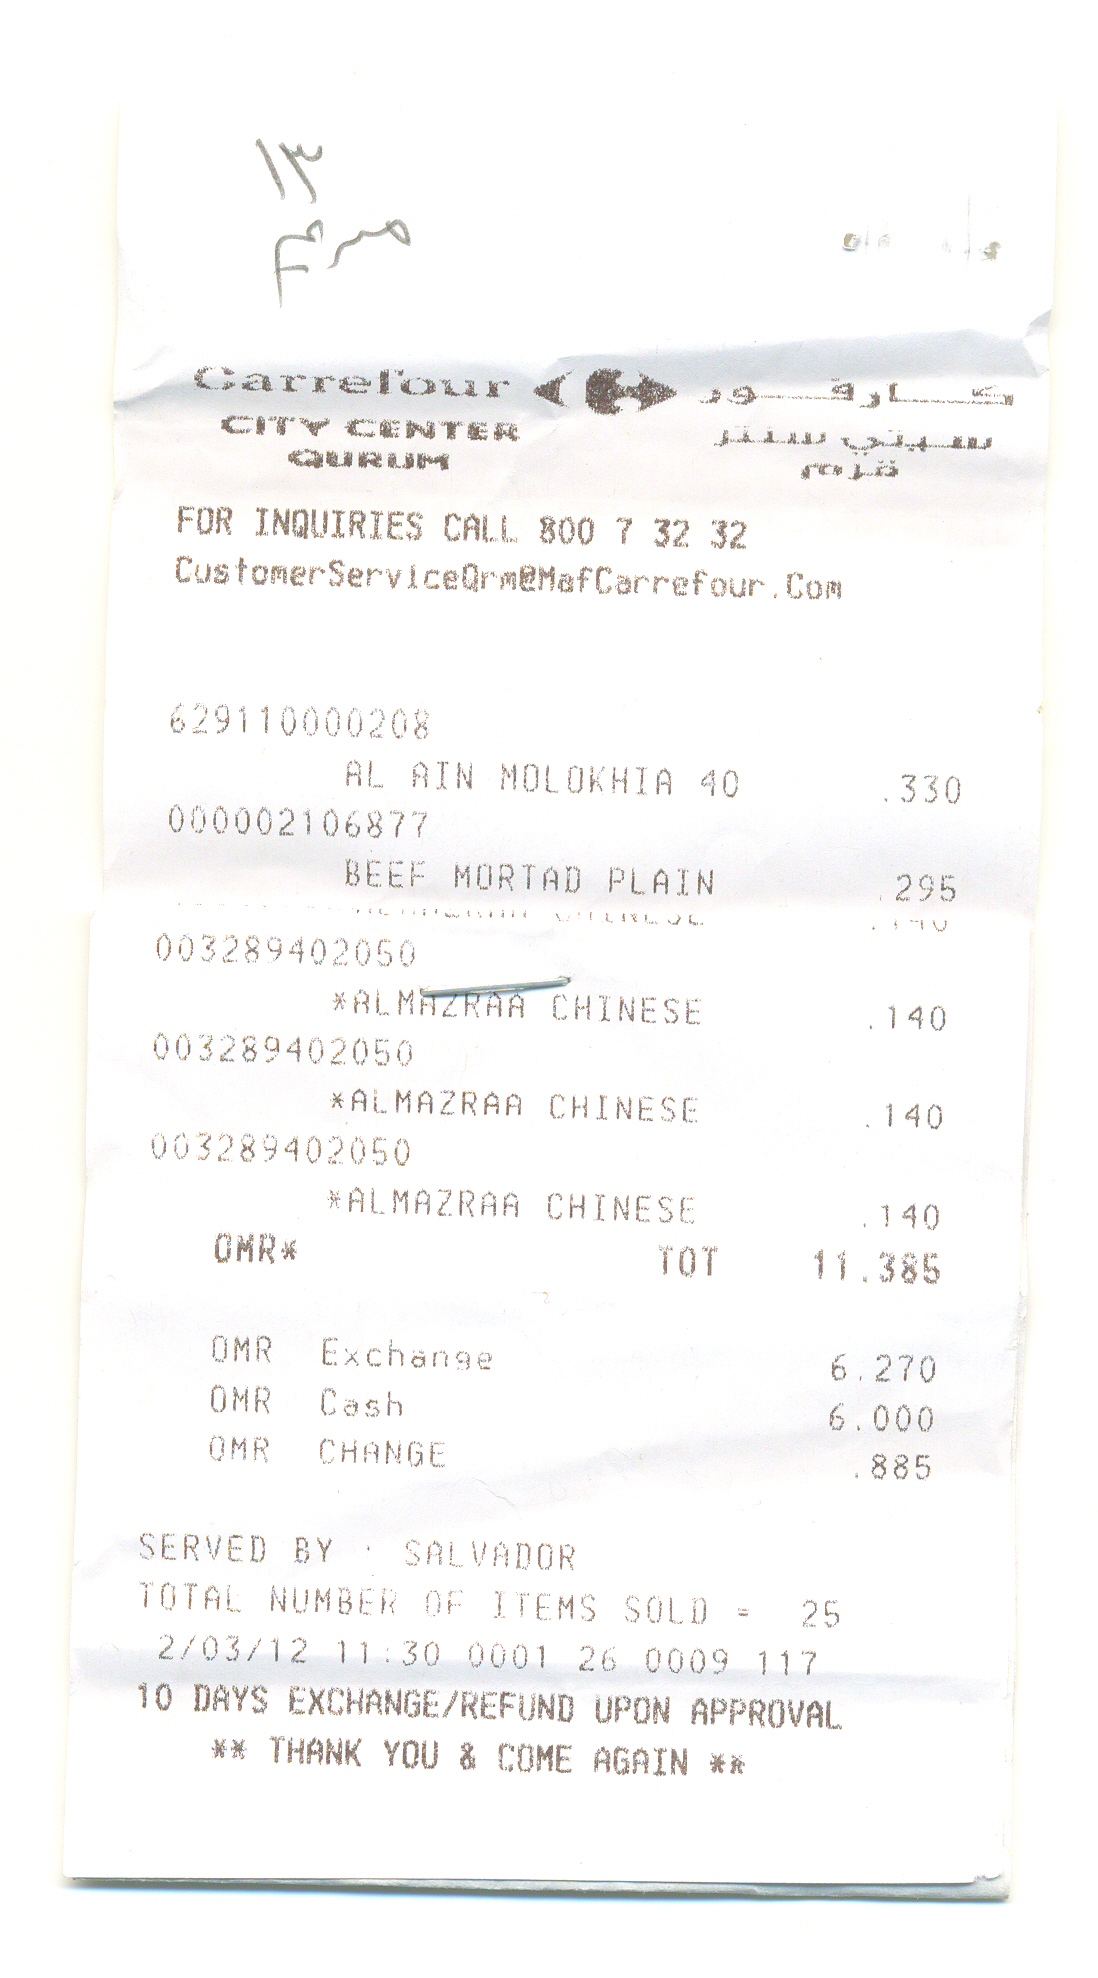 ١٣
Carrefour كارفور
CITY CENTER سيتي سنتر
QURUM قرم
FOR INQUIRIES CALL 800 7 32 32
CustomerServiceQrm@MafCarrefour.Com
629110000208
AL AIN MOLOKHIA 40 .330
000002106877
BEEF MORTAD PLAIN .295
ALMAZRAA CHINESE .140
003289402050
*ALMAZRAA CHINESE .140
003289402050
*ALMAZRAA CHINESE .140
003289402050
*ALMAZRAA CHINESE .140
OMR* TOT 11.385
OMR Exchange 6.270
OMR Cash 6.000
OMR CHANGE .885
SERVED BY : SALVADOR
TOTAL NUMBER OF ITEMS SOLD = 25
2/03/12 11:30 0001 26 0009 117
10 DAYS EXCHANGE/REFUND UPON APPROVAL
** THANK YOU & COME AGAIN **